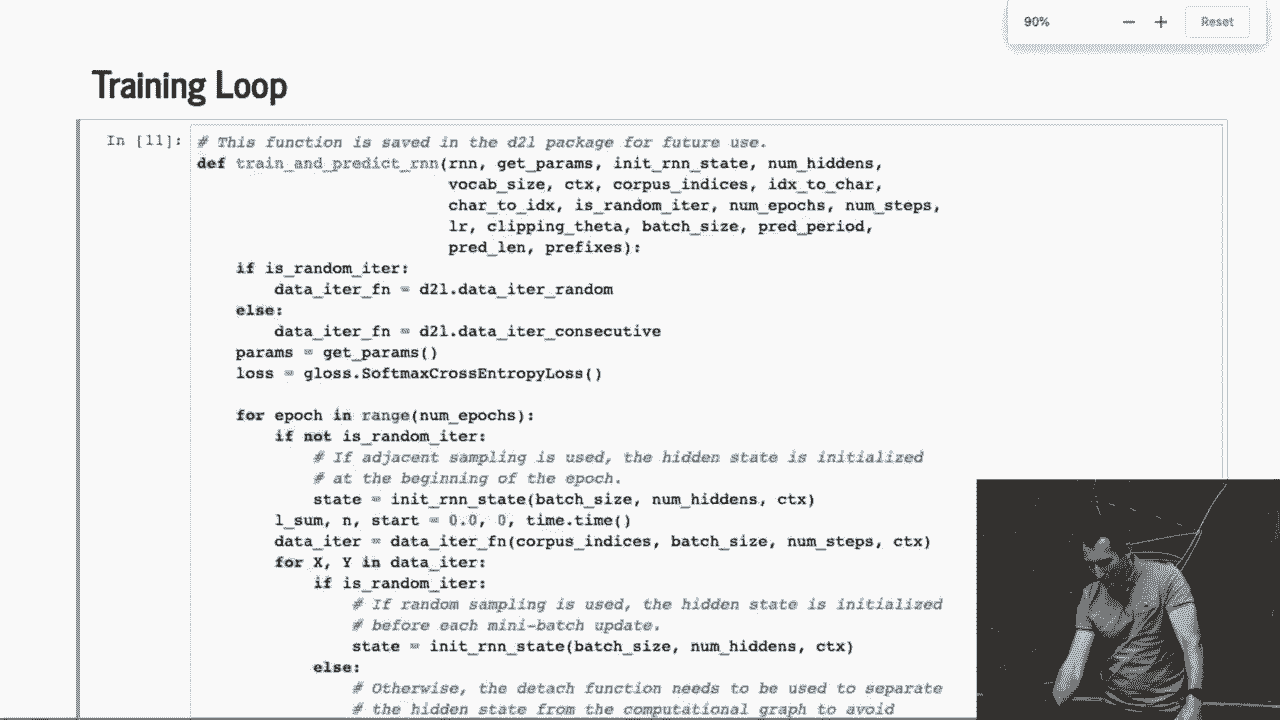 90%
Reset
Training Loop
In [11]:
# This function is saved in the d2l package for future use.
def train_and_predict_rnn(rnn, get_params, init_rnn_state, num_hiddens,
vocab_size, ctx, corpus_indices, idx_to_char,
char_to_idx, is_random_iter, num_epochs, num_steps,
lr, clipping_theta, batch_size, pred_period,
pred_len, prefixes):
if is_random_iter:
data_iter_fn = d2l.data_iter_random
else:
data_iter_fn = d2l.data_iter_consecutive
params = get_params()
loss = gloss.SoftmaxCrossEntropyLoss()
for epoch in range(num_epochs):
if not is_random_iter:
# If adjacent sampling is used, the hidden state is initialized
# at the beginning of the epoch.
state = init_rnn_state(batch_size, num_hiddens, ctx)
l_sum, n, start = 0.0, 0, time.time()
data_iter = data_iter_fn(corpus_indices, batch_size, num_steps, ctx)
for X, Y in data_iter:
if is_random_iter:
# If random sampling is used, the hidden state is initialized
# before each mini-batch update.
state = init_rnn_state(batch_size, num_hiddens, ctx)
else:
# Otherwise, the detach function needs to be used to separate
# the hidden state from the computational graph to avoid